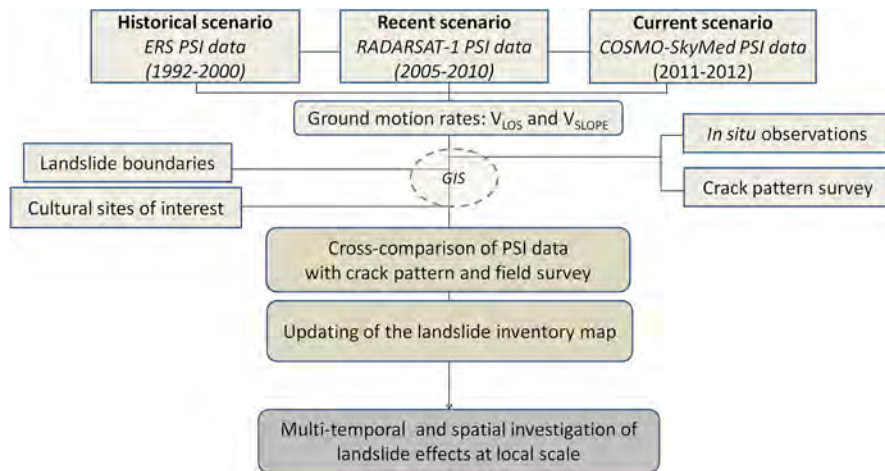 Historical scenario
ERS PSI data
(1992-2000)
Recent scenario
RADARSAT-1 PSI data
(2005-2010)
Current scenario
COSMO-SkyMed PSI data
(2011-2012)
Ground motion rates: VLOS and VSLOPE
In situ observations
Landslide boundaries
GIS
Crack pattern survey
Cultural sites of interest
Cross-comparison of PSI data
with crack pattern and field survey
Updating of the landslide inventory map
Multi-temporal and spatial investigation of
landslide effects at local scale